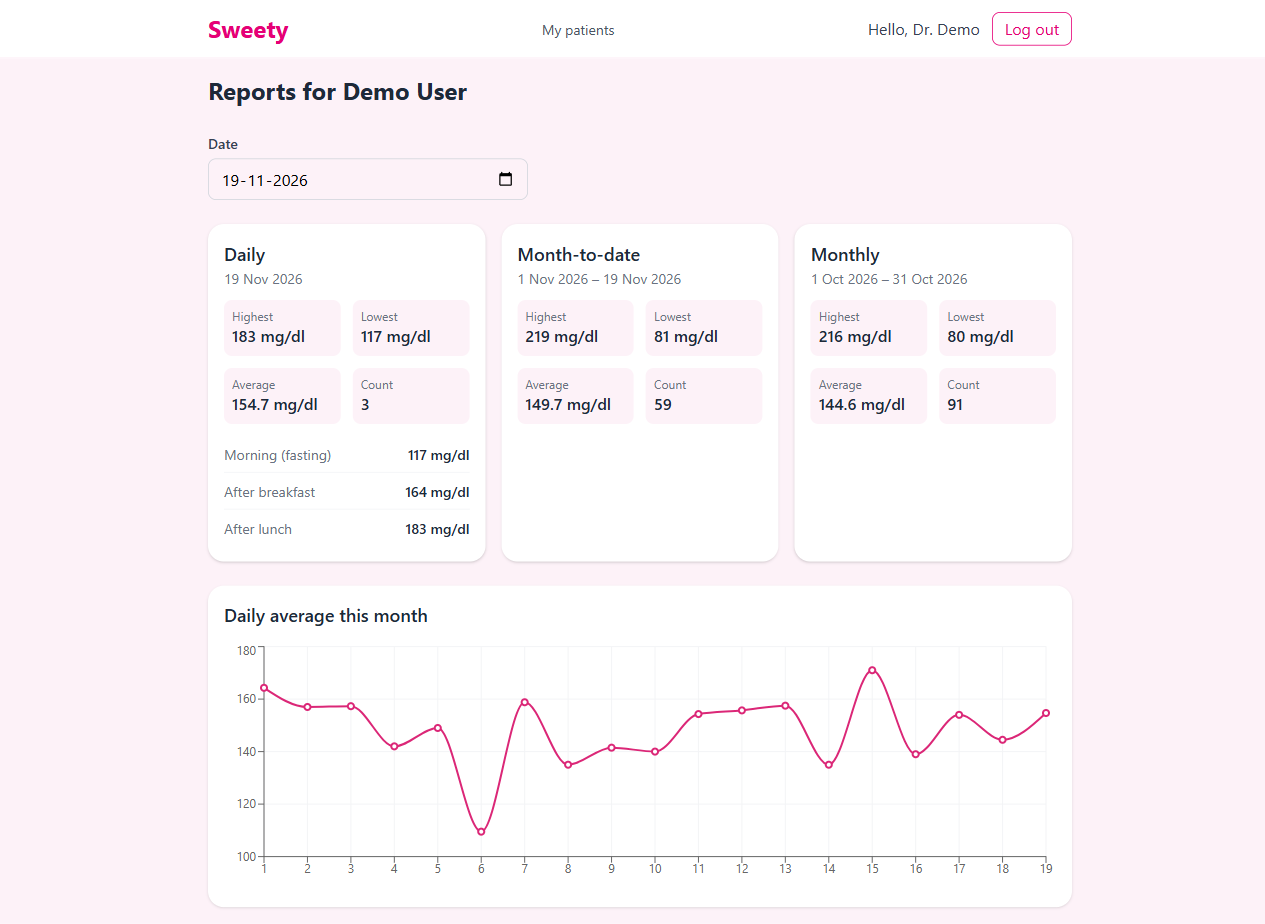 Sweety My patients Hello, Dr. Demo Log out
Reports for Demo User
Date
19-11-2026
Daily
19 Nov 2026
Highest
183 mg/dl
Lowest
117 mg/dl
Average
154.7 mg/dl
Count
3
Morning (fasting) 117 mg/dl
After breakfast 164 mg/dl
After lunch 183 mg/dl
Month-to-date
1 Nov 2026 – 19 Nov 2026
Highest
219 mg/dl
Lowest
81 mg/dl
Average
149.7 mg/dl
Count
59
Monthly
1 Oct 2026 – 31 Oct 2026
Highest
216 mg/dl
Lowest
80 mg/dl
Average
144.6 mg/dl
Count
91
Daily average this month
180
160
140
120
100
1 2 3 4 5 6 7 8 9 10 11 12 13 14 15 16 17 18 19